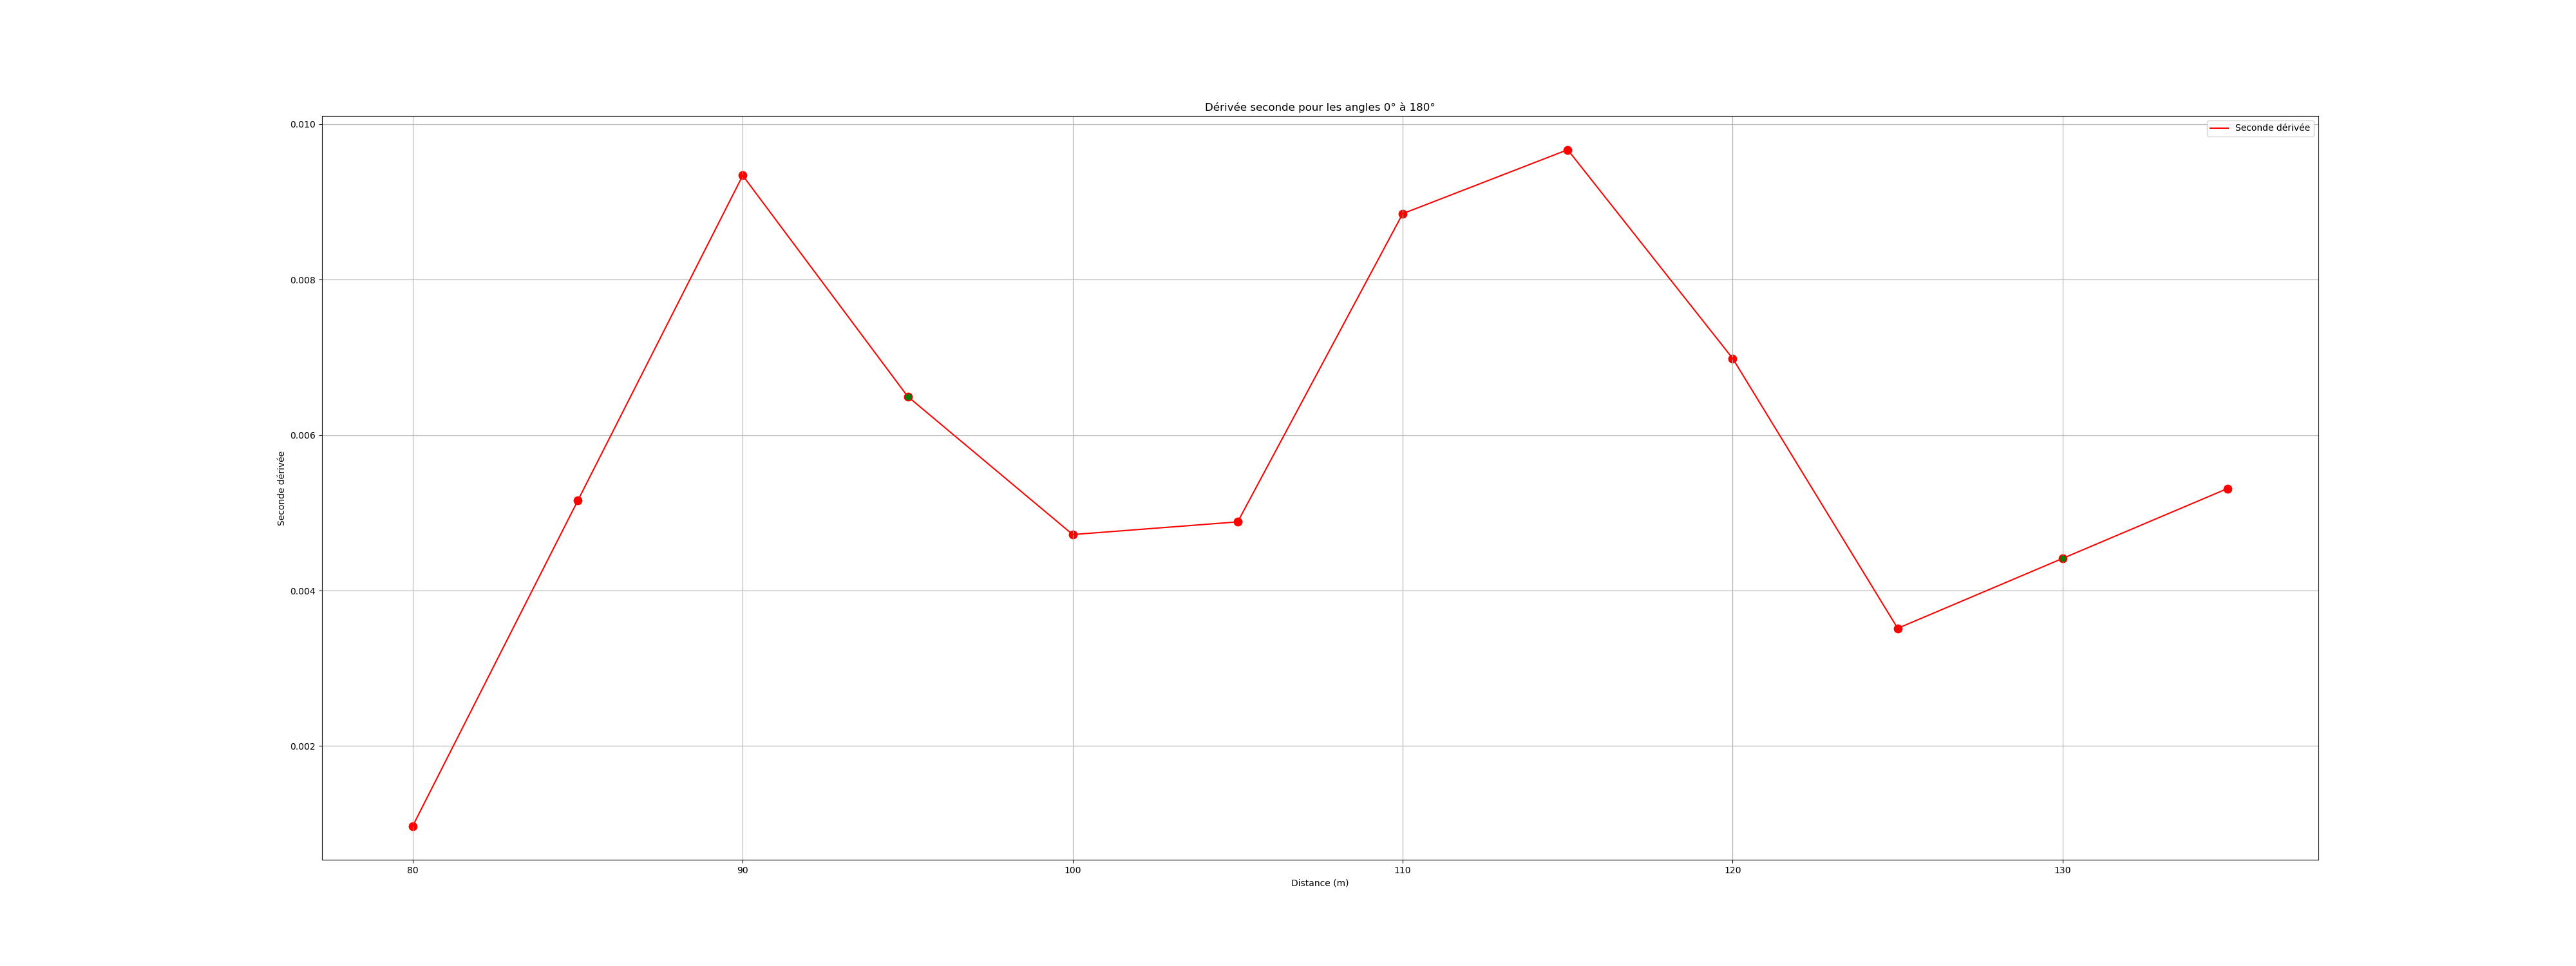 Dérivée seconde pour les angles 0° à 180°
Seconde dérivée
0.010
0.008
0.006
0.004
0.002
Seconde dérivée
80
90
100
110
120
130
Distance (m)